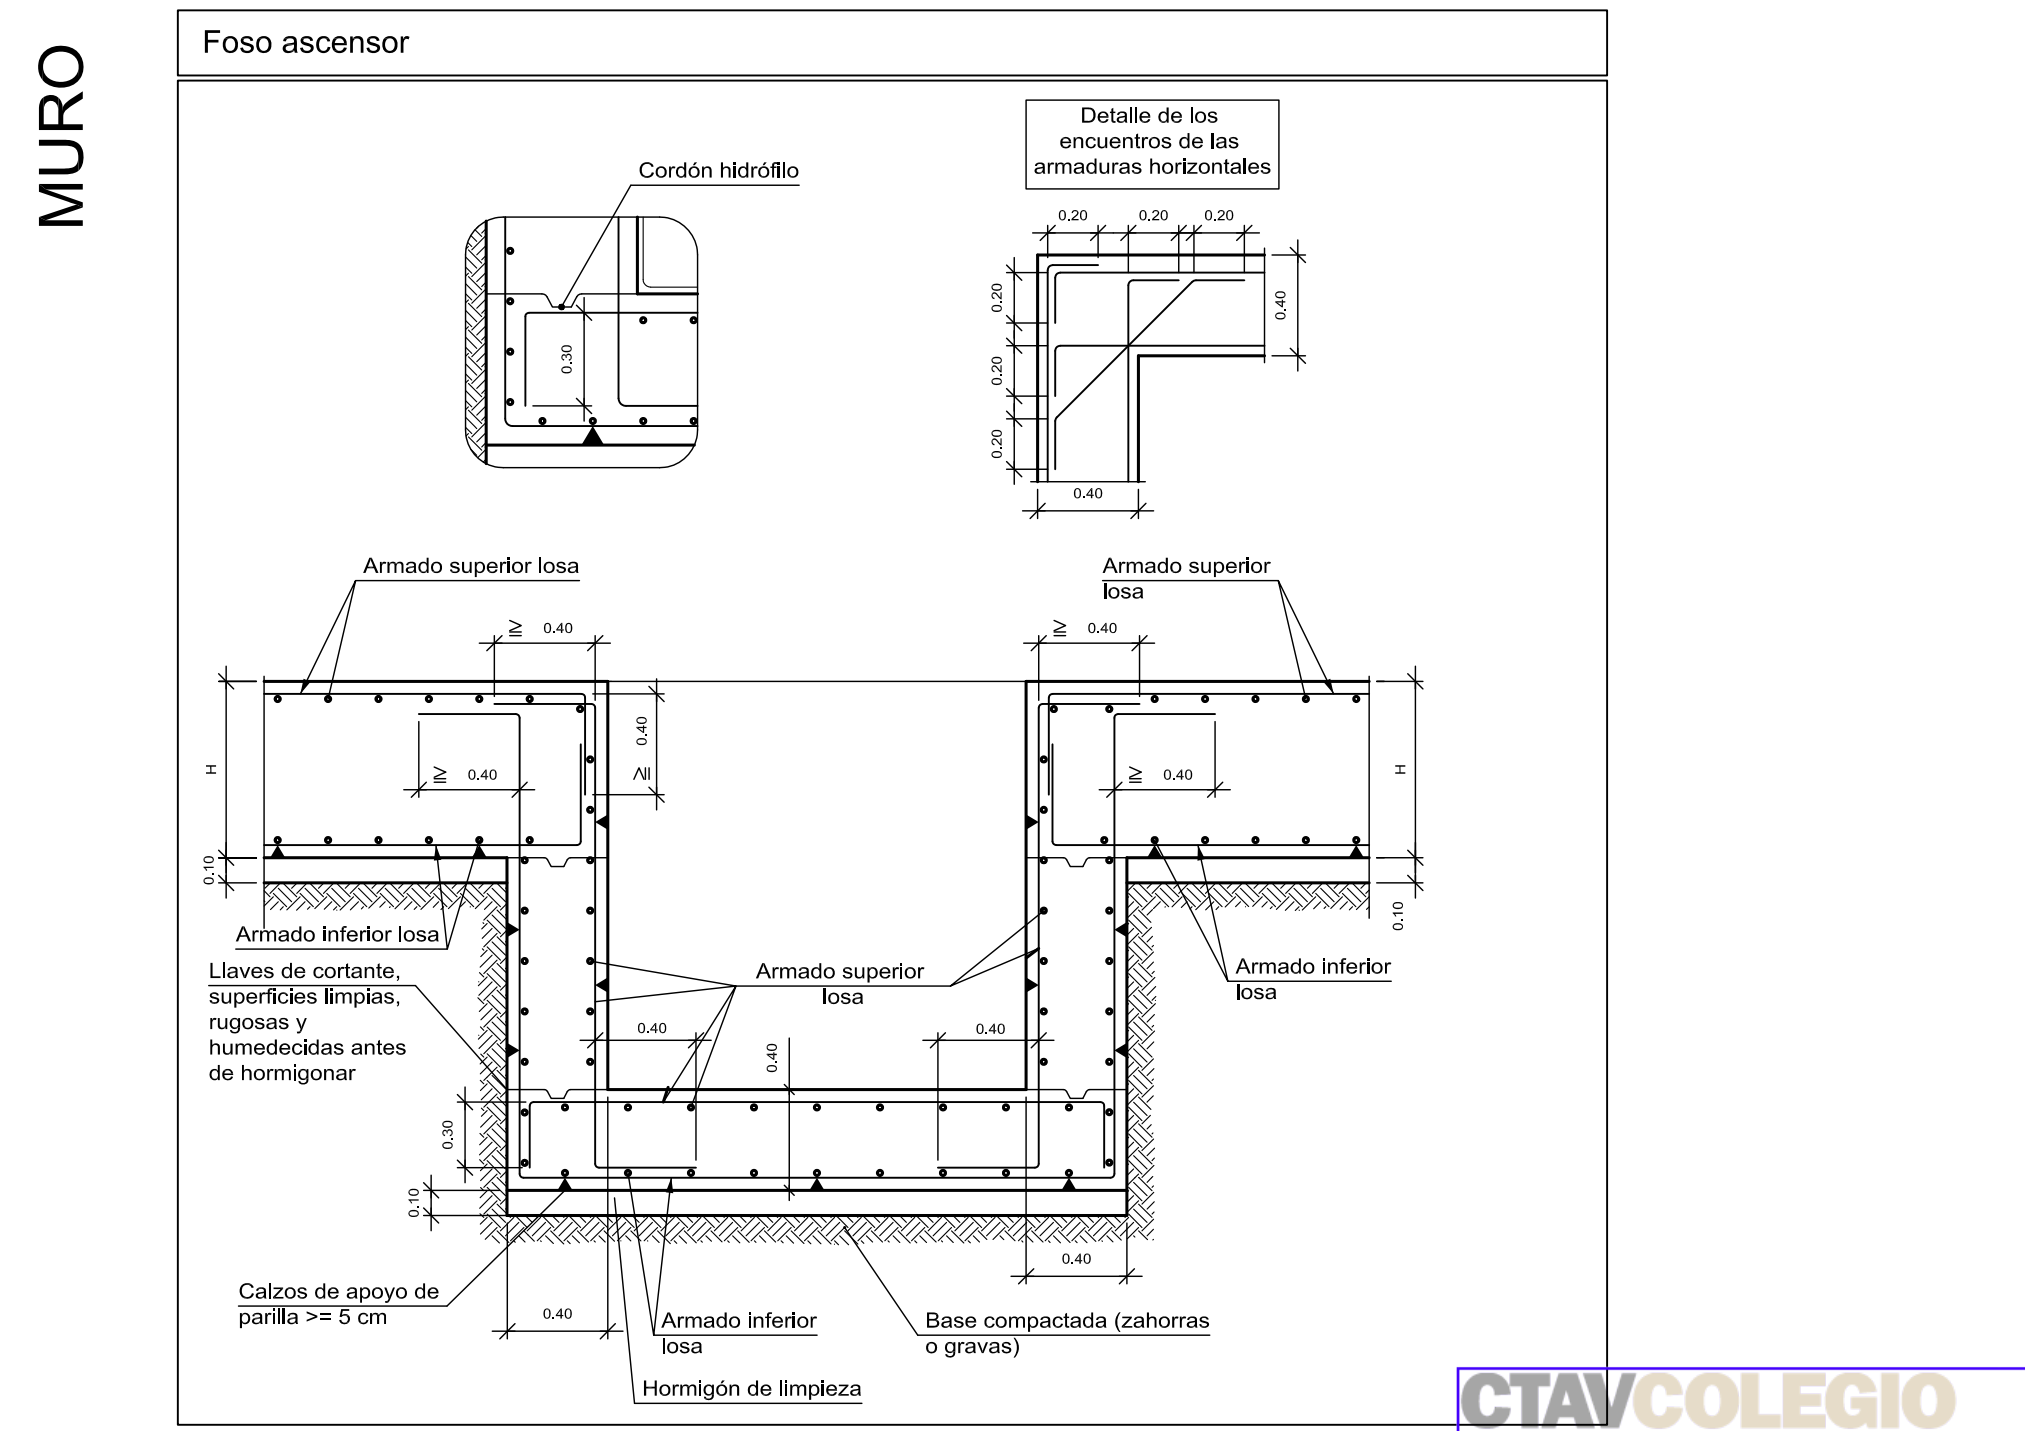 MURO
Foso ascensor
Detalle de los
encuentros de las
armaduras horizontales
Cordón hidrófilo
0.30
0.20
0.20
0.20
0.20
0.20
0.20
0.40
0.40
Armado superior losa
Armado superior
losa
≧ 0.40
≧ 0.40
H
0.40
≧
≧ 0.40
≧ 0.40
H
0.10
0.10
Armado inferior losa
Llaves de cortante,
superficies limpias,
rugosas y
humedecidas antes
de hormigonar
Armado superior
losa
Armado inferior
losa
0.40
0.40
0.40
0.30
0.10
0.40
0.40
Calzos de apoyo de
parilla >= 5 cm
Armado inferior
losa
Base compactada (zahorras
o gravas)
Hormigón de limpieza
CTAVCOLEGIO